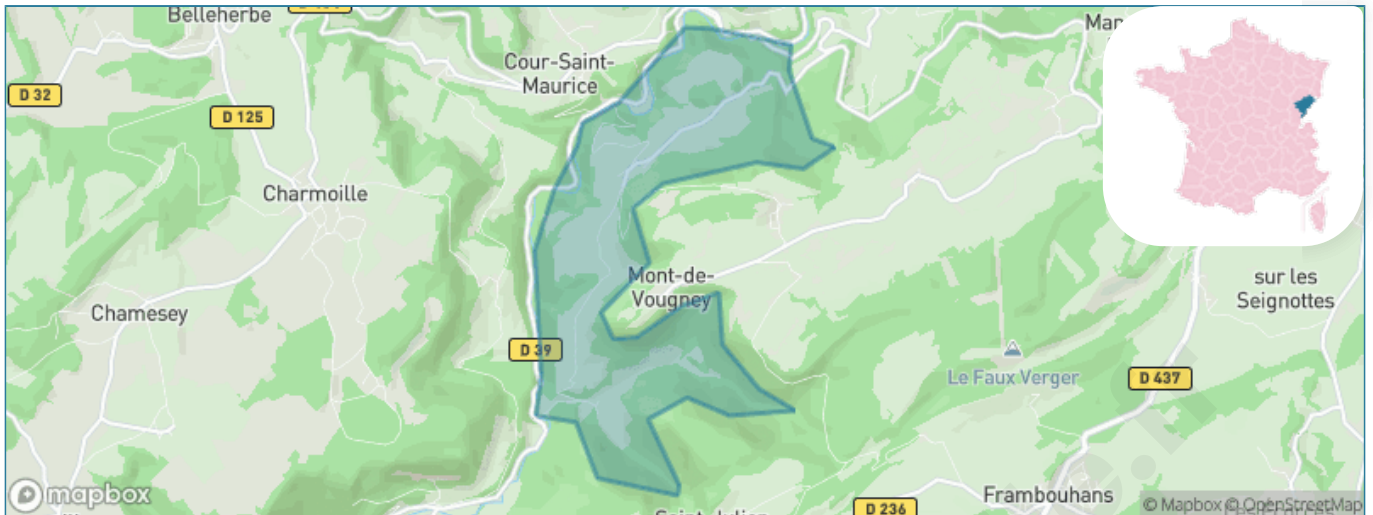 Belleherbe
Mar
Cour-Saint-
Maurice
D 32
D 125
Charmoille
Mont-de-
Vougney
sur les
Seignottes
Chamesey
D 39
Le Faux Verger
D 437
mapbox
Frambouhans
D 236
© Mapbox © OpenStreetMap